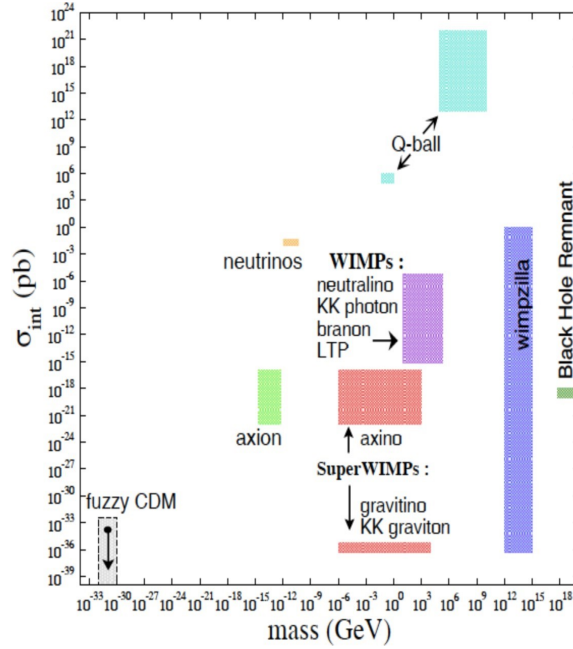 10^24
10^21
10^18
10^15
10^12
10^9
10^6
10^3
10^0
10^-3
10^-6
10^-9
10^-12
10^-15
10^-18
10^-21
10^-24
10^-27
10^-30
10^-33
10^-36
10^-39
σ_int (pb)
Q-ball
neutrinos
WIMPs :
neutralino
KK photon
branon
LTP
wimpzilla
Black Hole Remnant
axion
axino
SuperWIMPs :
gravitino
KK graviton
fuzzy CDM
10^-33 10^-30 10^-27 10^-24 10^-21 10^-18 10^-15 10^-12 10^-9 10^-6 10^-3 10^0 10^3 10^6 10^9 10^12 10^15 10^18
mass (GeV)